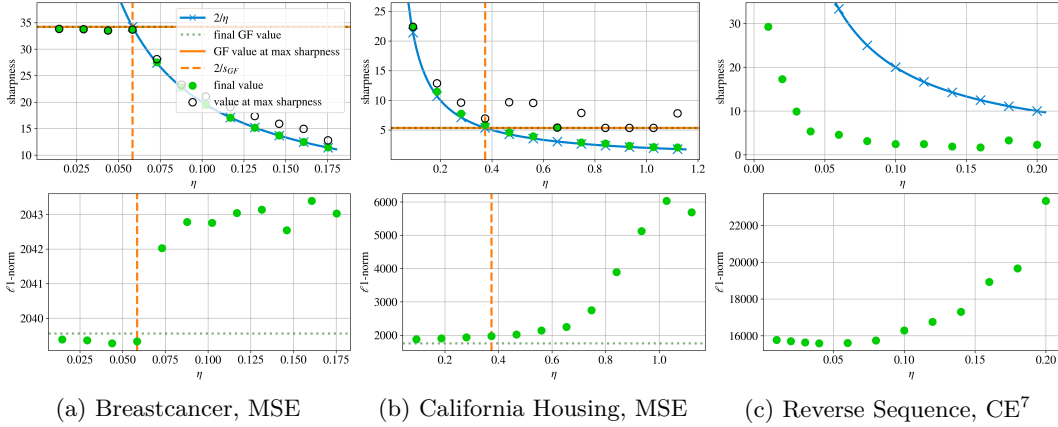 sharpness
40
35
30
25
20
15
10
0.025 0.050 0.075 0.100 0.125 0.150 0.175
η
2/η
final GF value
GF value at max sharpness
2/s_GF
final value
value at max sharpness
sharpness
25
20
15
10
5
0.2 0.4 0.6 0.8 1.0 1.2
η
sharpness
30
20
10
0
0.00 0.05 0.10 0.15 0.20
η
ℓ1-norm
2043
2042
2041
2040
0.025 0.050 0.075 0.100 0.125 0.150 0.175
η
ℓ1-norm
6000
5000
4000
3000
2000
0.2 0.4 0.6 0.8 1.0
η
ℓ1-norm
22000
20000
18000
16000
0.00 0.05 0.10 0.15 0.20
η
(a) Breastcancer, MSE
(b) California Housing, MSE
(c) Reverse Sequence, CE⁷